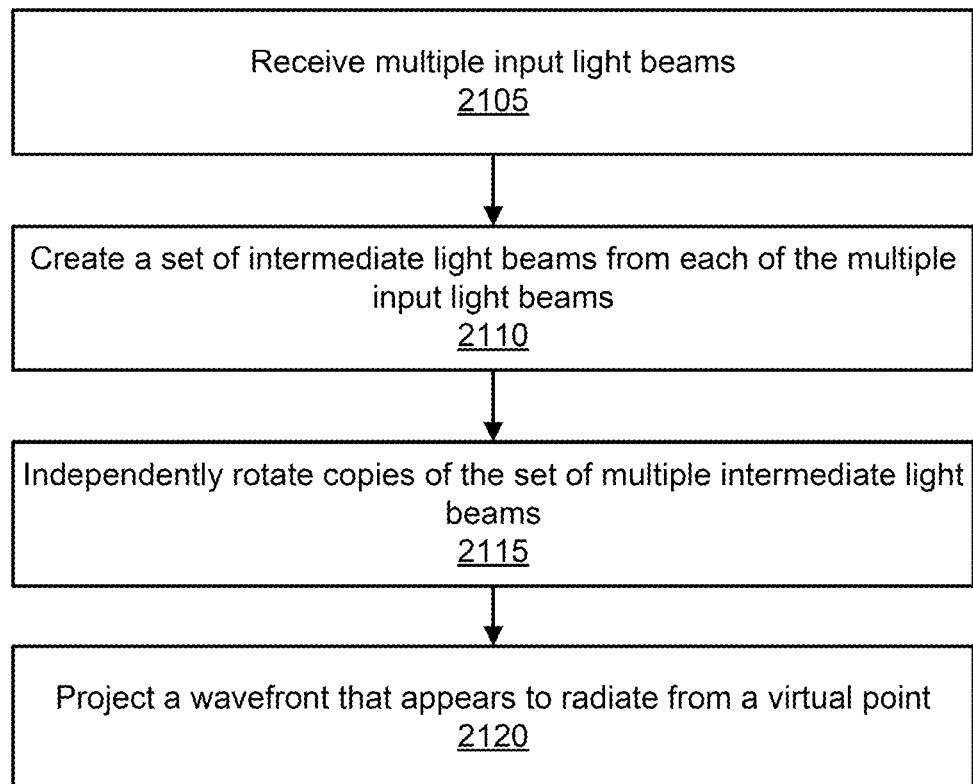 Receive multiple input light beams
2105
Create a set of intermediate light beams from each of the multiple
input light beams
2110
Independently rotate copies of the set of multiple intermediate light
beams
2115
Project a wavefront that appears to radiate from a virtual point
2120